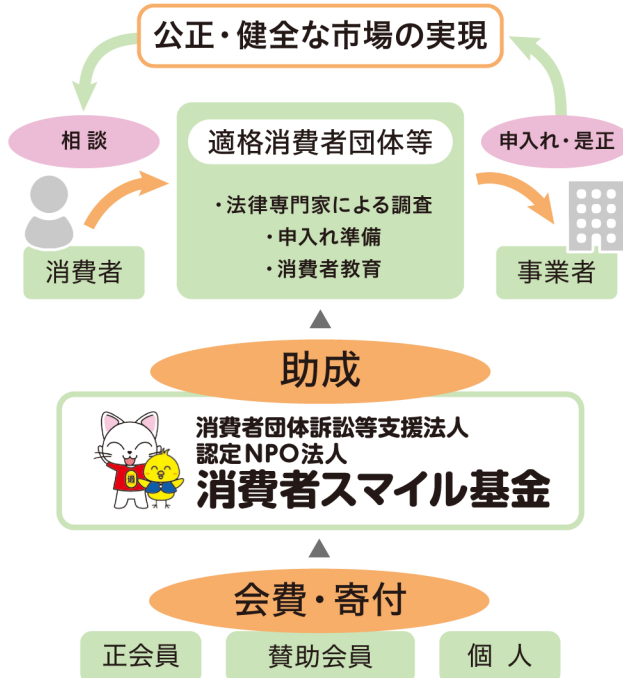 公正・健全な市場の実現
相談
適格消費者団体等
申入れ・是正
・法律専門家による調査
・申入れ準備
・消費者教育
消費者
事業者
助成
適
消費者団体訴訟等支援法人
認定NPO法人
消費者スマイル基金
会費・寄付
正会員
賛助会員
個人